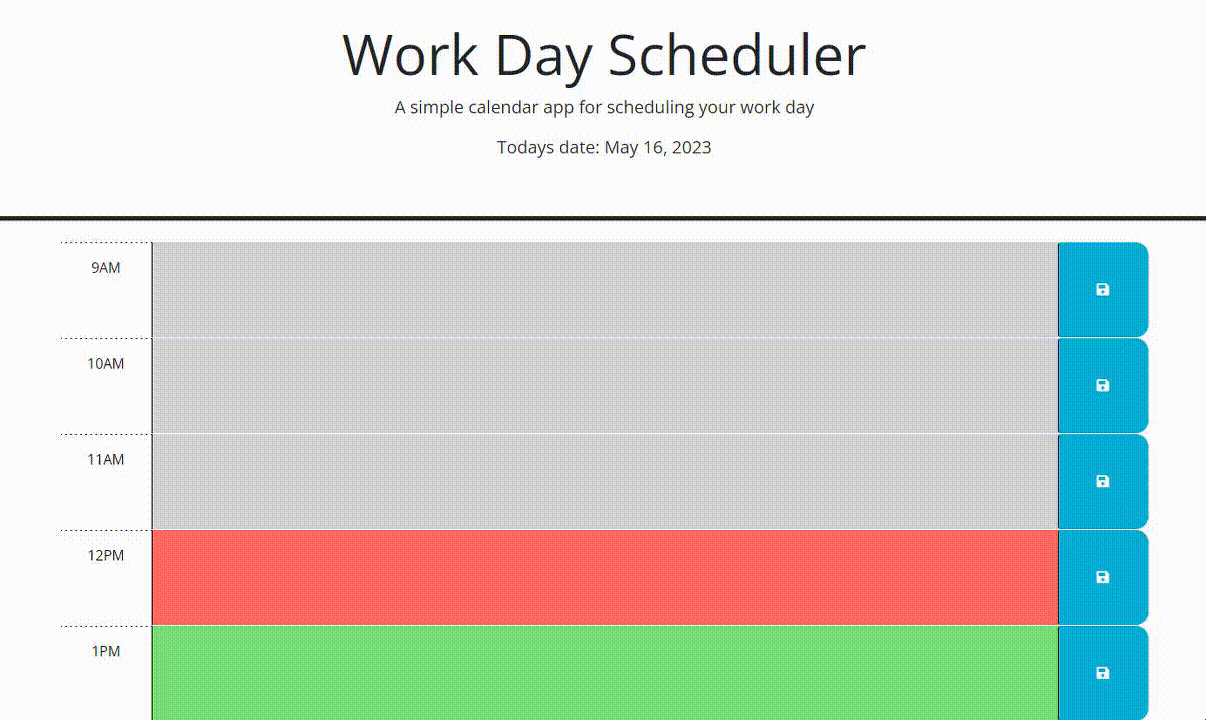 Work Day Scheduler
A simple calendar app for scheduling your work day
Todays date: May 16, 2023
9AM
10AM
11AM
12PM
1PM